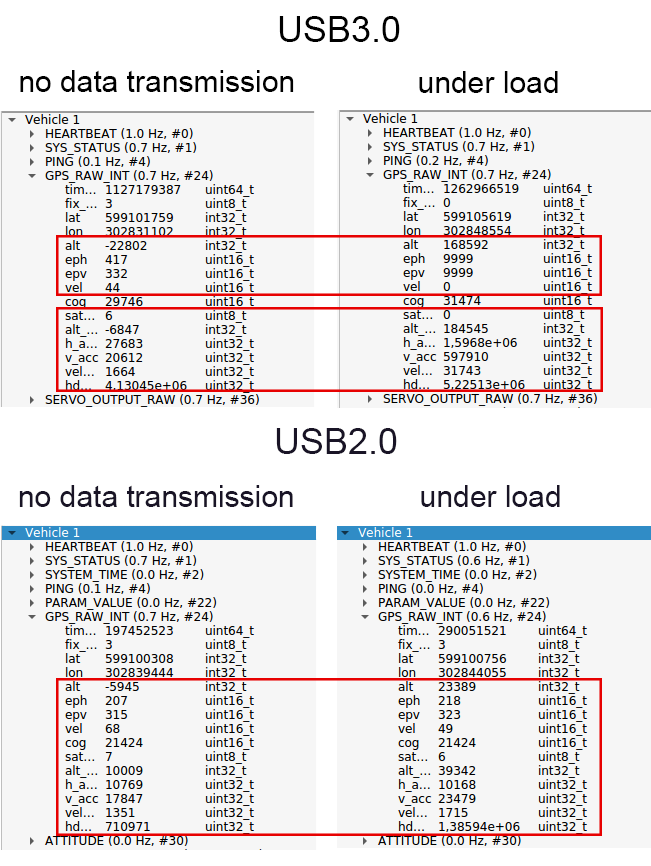 USB3.0
no data transmission
under load
Vehicle 1
HEARTBEAT (1.0 Hz, #0)
SYS_STATUS (0.7 Hz, #1)
PING (0.1 Hz, #4)
GPS_RAW_INT (0.7 Hz, #24)
tim... 1127179387 uint64_t
fix_... 3 uint8_t
lat 599101759 int32_t
lon 302831102 int32_t
alt -22802 int32_t
eph 417 uint16_t
epv 332 uint16_t
vel 44 uint16_t
cog 29746 uint16_t
sat... 6 uint8_t
alt_... -6847 int32_t
h_a... 27683 uint32_t
v_acc 20612 uint32_t
vel... 1664 uint32_t
hd... 4,13045e+06 uint32_t
SERVO_OUTPUT_RAW (0.7 Hz, #36)
Vehicle 1
HEARTBEAT (1.0 Hz, #0)
SYS_STATUS (0.7 Hz, #1)
PING (0.2 Hz, #4)
GPS_RAW_INT (0.7 Hz, #24)
tim... 1262966519 uint64_t
fix_... 0 uint8_t
lat 599105619 int32_t
lon 302848554 int32_t
alt 168592 int32_t
eph 9999 uint16_t
epv 9999 uint16_t
vel 0 uint16_t
cog 31474 uint16_t
sat... 0 uint8_t
alt_... 184545 int32_t
h_a... 1,5968e+06 uint32_t
v_acc 597910 uint32_t
vel... 31743 uint32_t
hd... 5,22513e+06 uint32_t
SERVO_OUTPUT_RAW (0.7 Hz, #36)
USB2.0
no data transmission
under load
Vehicle 1
HEARTBEAT (1.0 Hz, #0)
SYS_STATUS (0.7 Hz, #1)
SYSTEM_TIME (0.0 Hz, #2)
PING (0.1 Hz, #4)
PARAM_VALUE (0.0 Hz, #22)
GPS_RAW_INT (0.7 Hz, #24)
tim... 197452523 uint64_t
fix_... 3 uint8_t
lat 599100308 int32_t
lon 302839444 int32_t
alt -5945 int32_t
eph 207 uint16_t
epv 315 uint16_t
vel 68 uint16_t
cog 21424 uint16_t
sat... 7 uint8_t
alt_... 10009 int32_t
h_a... 10769 uint32_t
v_acc 17847 uint32_t
vel... 1351 uint32_t
hd... 710971 uint32_t
ATTITUDE (0.0 Hz, #30)
Vehicle 1
HEARTBEAT (1.0 Hz, #0)
SYS_STATUS (0.6 Hz, #1)
SYSTEM_TIME (0.0 Hz, #2)
PING (0.0 Hz, #4)
PARAM_VALUE (0.0 Hz, #22)
GPS_RAW_INT (0.6 Hz, #24)
tim... 290051521 uint64_t
fix_... 3 uint8_t
lat 599100756 int32_t
lon 302844055 int32_t
alt 23389 int32_t
eph 218 uint16_t
epv 323 uint16_t
vel 49 uint16_t
cog 21424 uint16_t
sat... 6 uint8_t
alt_... 39342 int32_t
h_a... 10168 uint32_t
v_acc 23479 uint32_t
vel... 1715 uint32_t
hd... 1,38594e+06 uint32_t
ATTITUDE (0.0 Hz, #30)